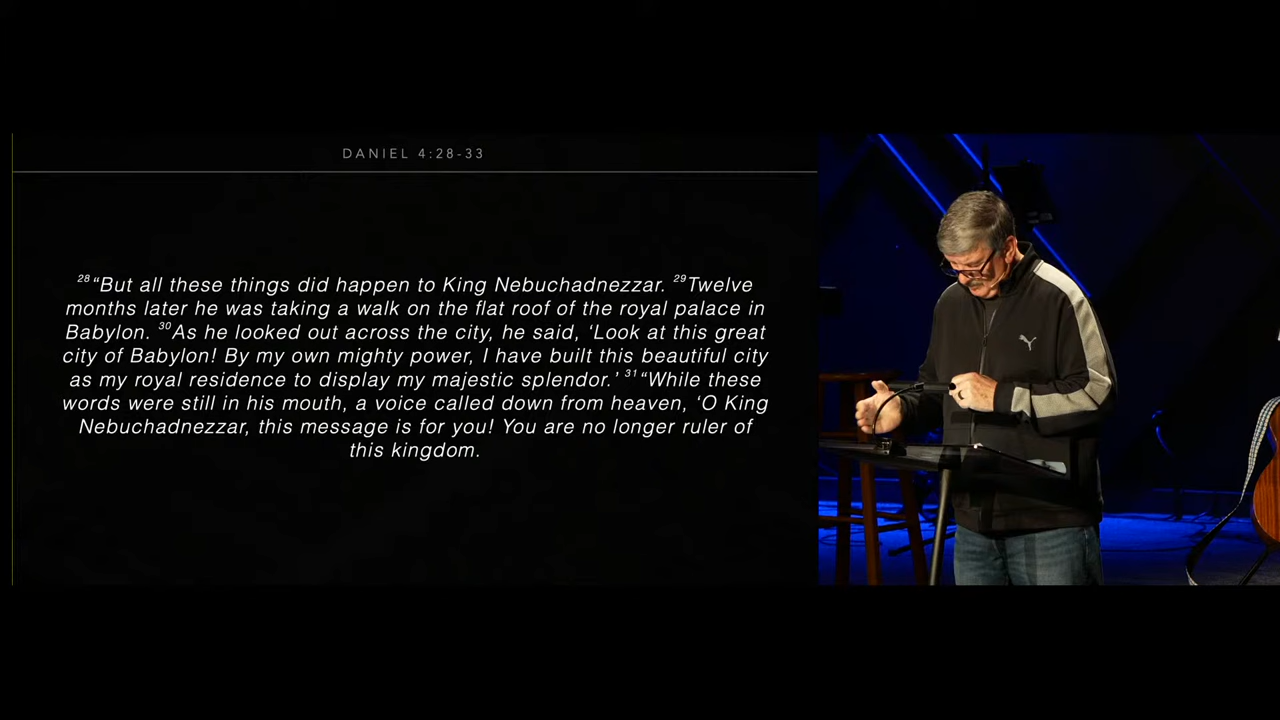 DANIEL 4:28-33
28“But all these things did happen to King Nebuchadnezzar. 29Twelve
months later he was taking a walk on the flat roof of the royal palace in
Babylon. 30As he looked out across the city, he said, ‘Look at this great
city of Babylon! By my own mighty power, I have built this beautiful city
as my royal residence to display my majestic splendor.’ 31“While these
words were still in his mouth, a voice called down from heaven, ‘O King
Nebuchadnezzar, this message is for you! You are no longer ruler of
this kingdom.